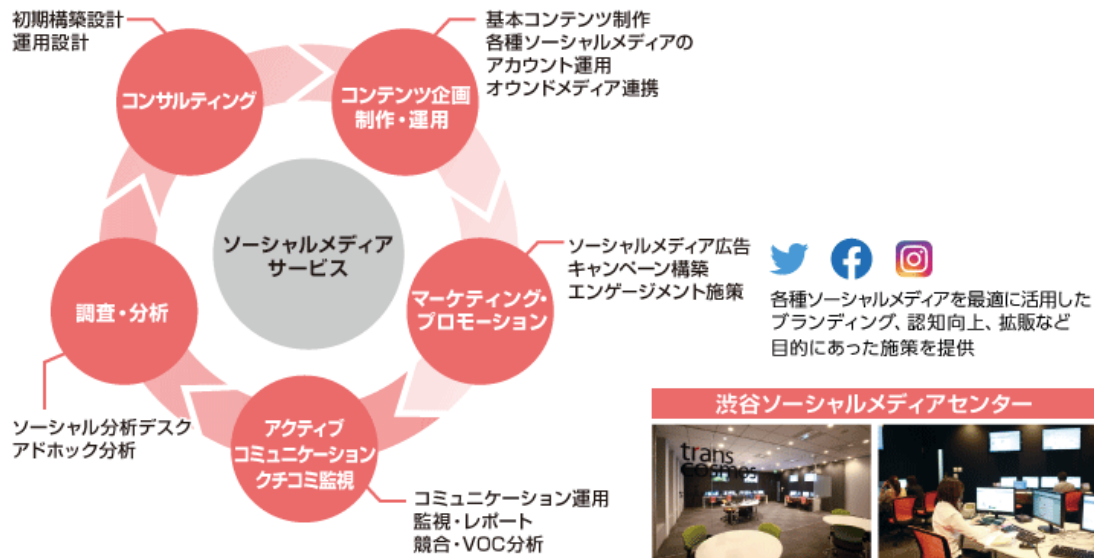 初期構築設計
運用設計
コンサルティング
基本コンテンツ制作
各種ソーシャルメディアの
アカウント運用
オウンドメディア連携
コンテンツ企画
制作・運用
ソーシャルメディア
サービス
ソーシャルメディア広告
キャンペーン構築
エンゲージメント施策
マーケティング・
プロモーション
各種ソーシャルメディアを最適に活用した
ブランディング、認知向上、拡販など
目的にあった施策を提供
調査・分析
ソーシャル分析デスク
アドホック分析
アクティブ
コミュニケーション
クチコミ監視
コミュニケーション運用
監視・レポート
競合・VOC分析
渋谷ソーシャルメディアセンター
trans
cosmos